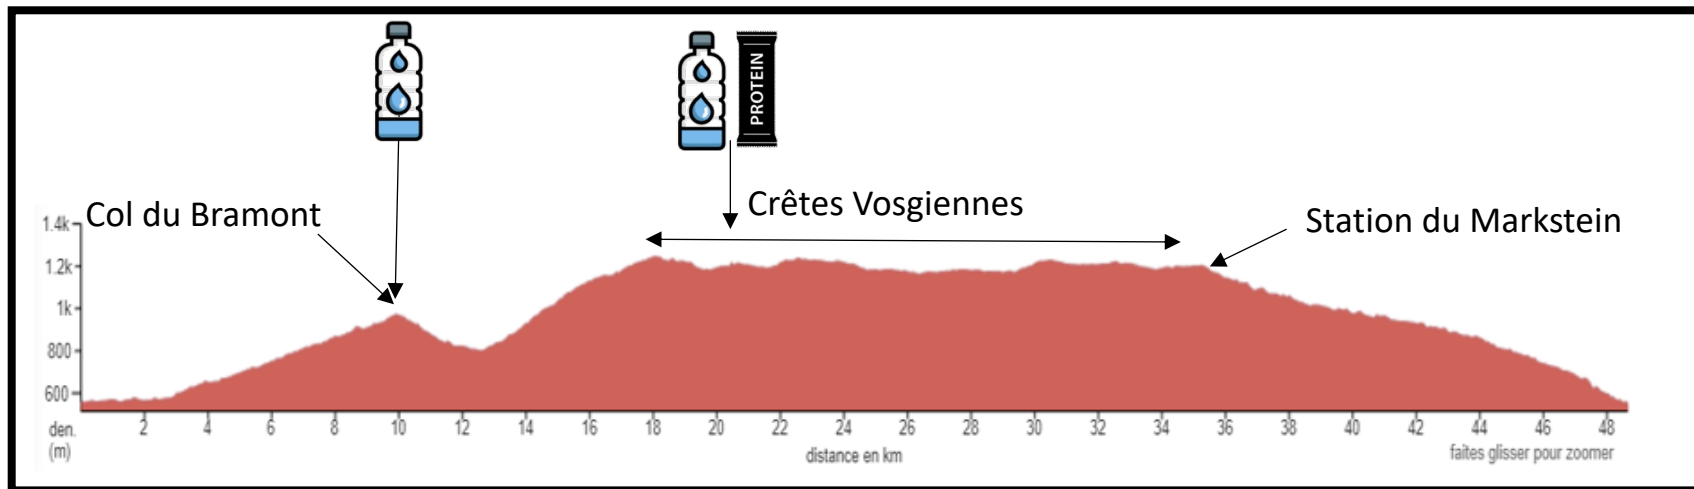 PROTEIN
Col du Bramont
Crêtes Vosgiennes
Station du Markstein
1.4k
1.2k
1k
800
600
den.
(m)
2 4 6 8 10 12 14 16 18 20 22 24 26 28 30 32 34 36 38 40 42 44 46 48
distance en km
faites glisser pour zoomer